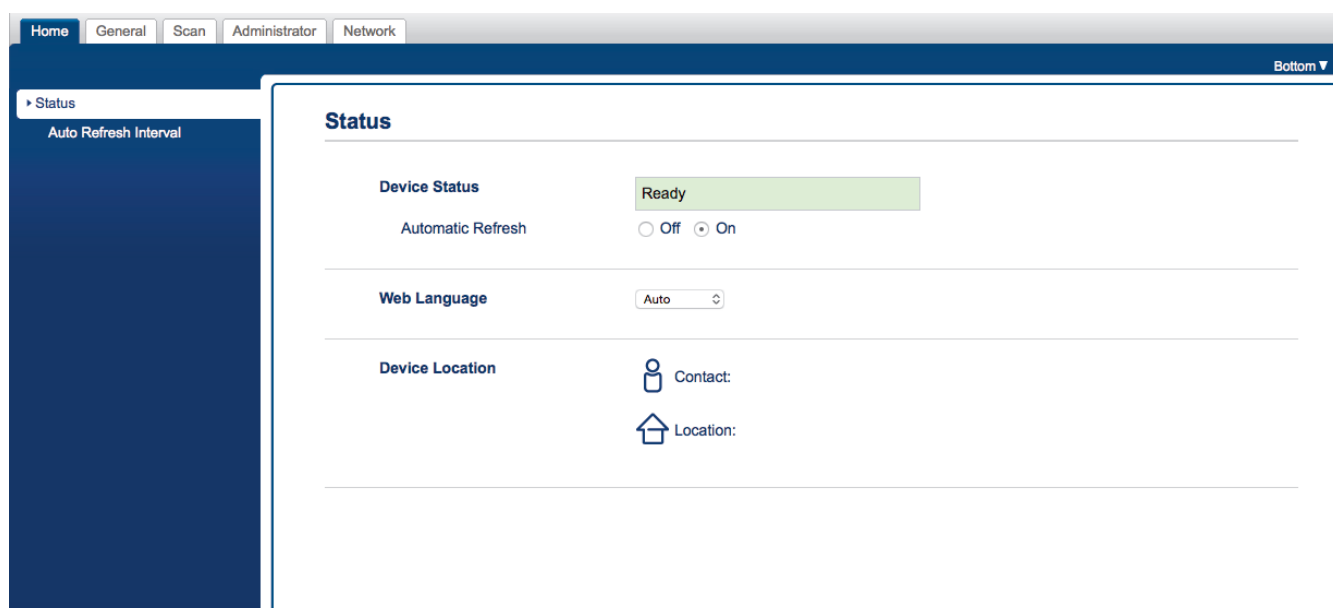 Home General Scan Administrator Network
Bottom ▼
Status
Auto Refresh Interval
Status
Device Status Ready
Automatic Refresh Off On
Web Language Auto
Device Location Contact:
Location: